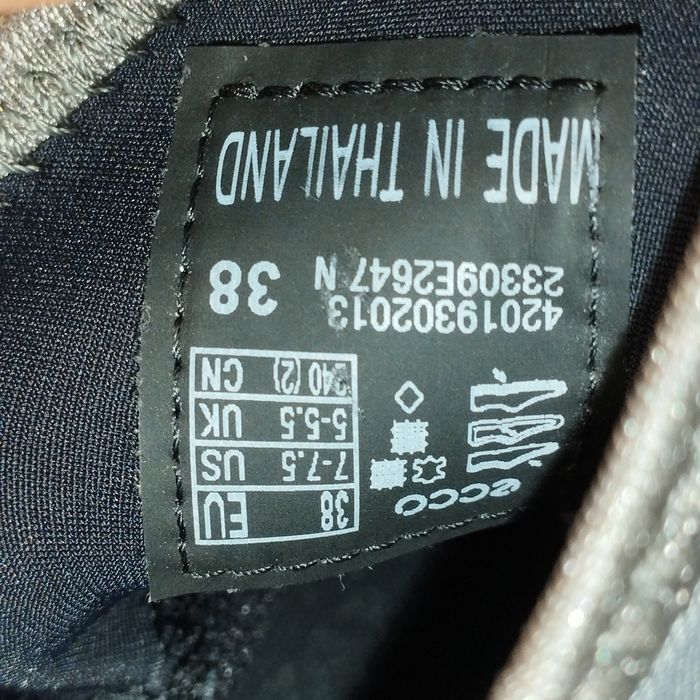 ecco
38 EU
7-7.5 US
5-5.5 UK
240 (2) CN
42019302013
23309E2647 N 38
MADE IN THAILAND